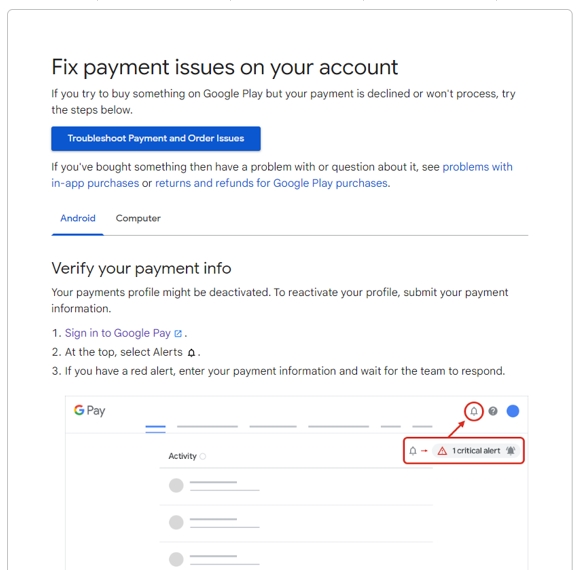 Fix payment issues on your account
If you try to buy something on Google Play but your payment is declined or won't process, try
the steps below.
Troubleshoot Payment and Order Issues
If you've bought something then have a problem with or question about it, see problems with
in-app purchases or returns and refunds for Google Play purchases.
Android Computer
Verify your payment info
Your payments profile might be deactivated. To reactivate your profile, submit your payment
information.
1. Sign in to Google Pay.
2. At the top, select Alerts.
3. If you have a red alert, enter your payment information and wait for the team to respond.
G Pay
1 critical alert
Activity